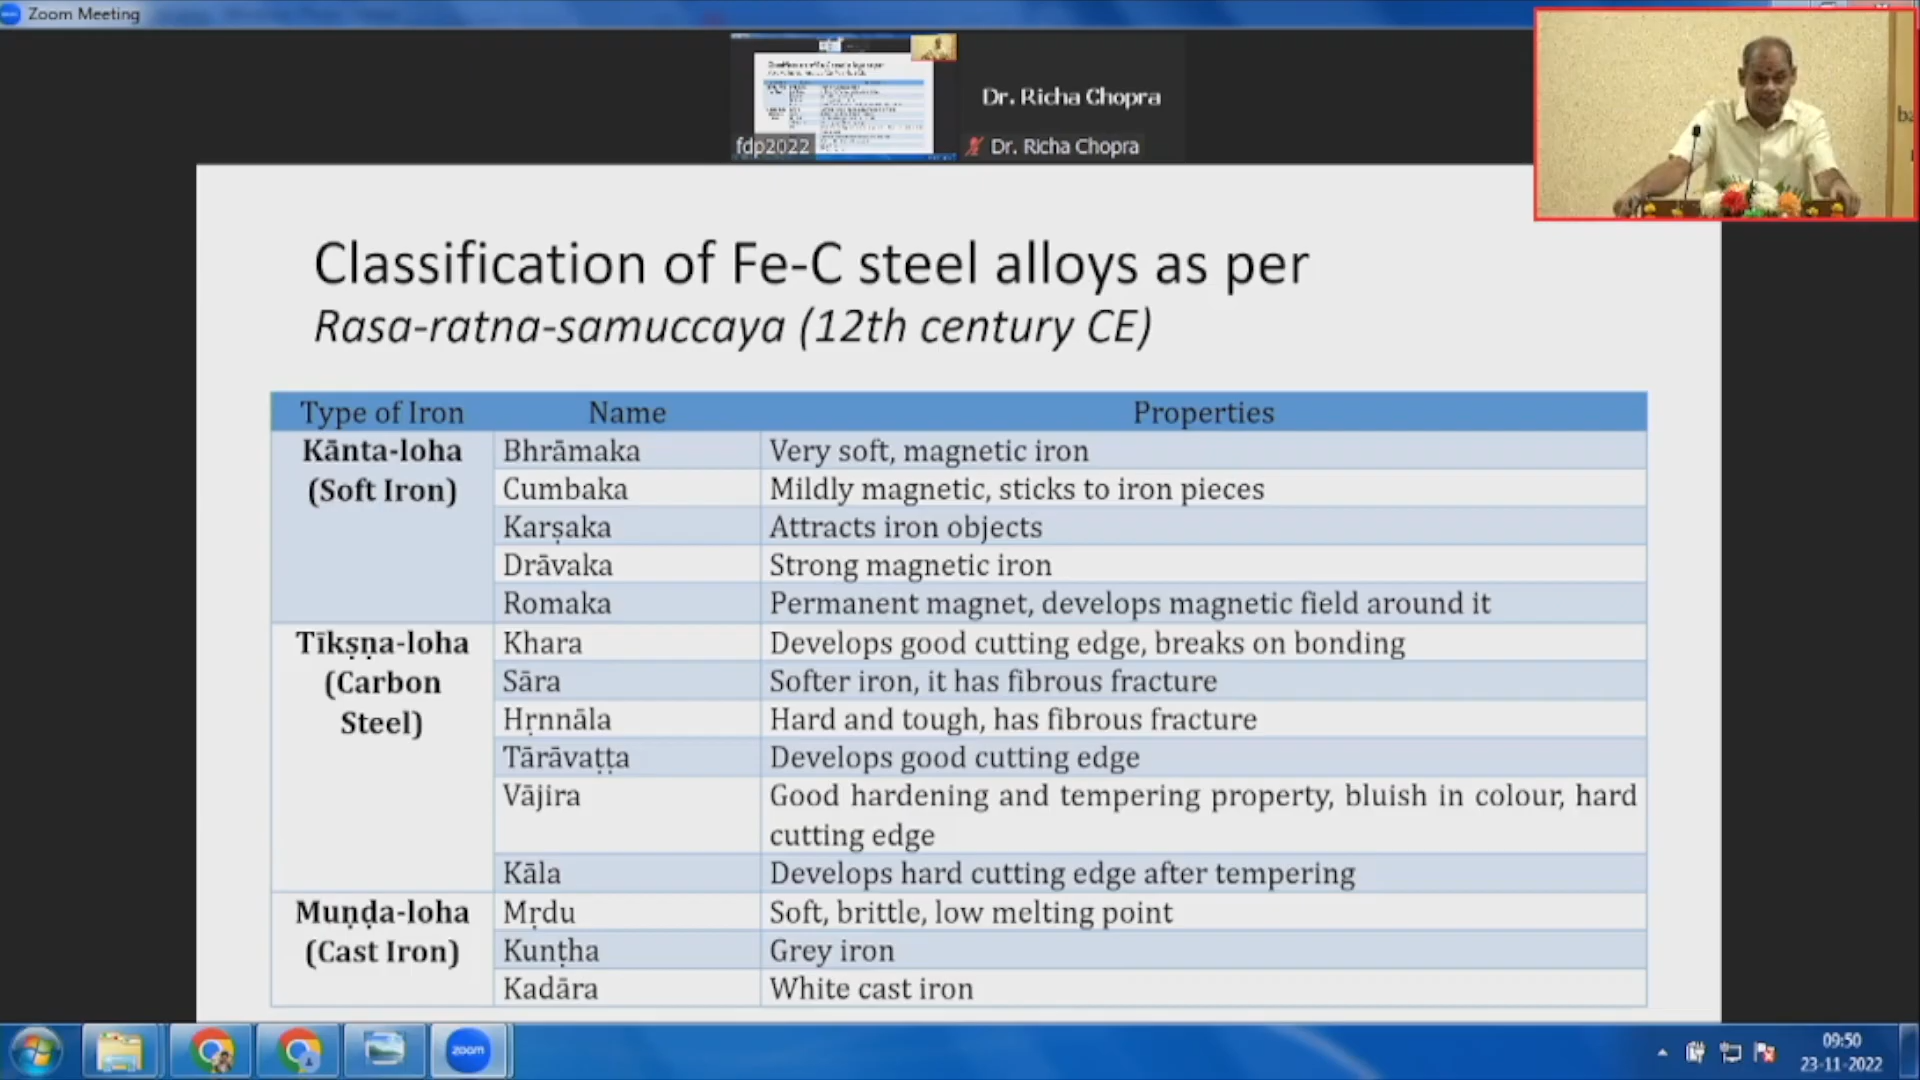 Zoom Meeting
fdp2022
Dr. Richa Chopra
Dr. Richa Chopra
Classification of Fe-C steel alloys as per
Rasa-ratna-samuccaya (12th century CE)
Type of Iron Name Properties
Kānta-loha
(Soft Iron)
Bhrāmaka Very soft, magnetic iron
Cumbaka Mildly magnetic, sticks to iron pieces
Karṣaka Attracts iron objects
Drāvaka Strong magnetic iron
Romaka Permanent magnet, develops magnetic field around it
Tīkṣṇa-loha
(Carbon
Steel)
Khara Develops good cutting edge, breaks on bonding
Sāra Softer iron, it has fibrous fracture
Hṛnnāla Hard and tough, has fibrous fracture
Tārāvaṭṭa Develops good cutting edge
Vājira Good hardening and tempering property, bluish in colour, hard
cutting edge
Kāla Develops hard cutting edge after tempering
Muṇḍa-loha
(Cast Iron)
Mṛdu Soft, brittle, low melting point
Kunṭha Grey iron
Kadāra White cast iron
zoom
09:50
23-11-2022